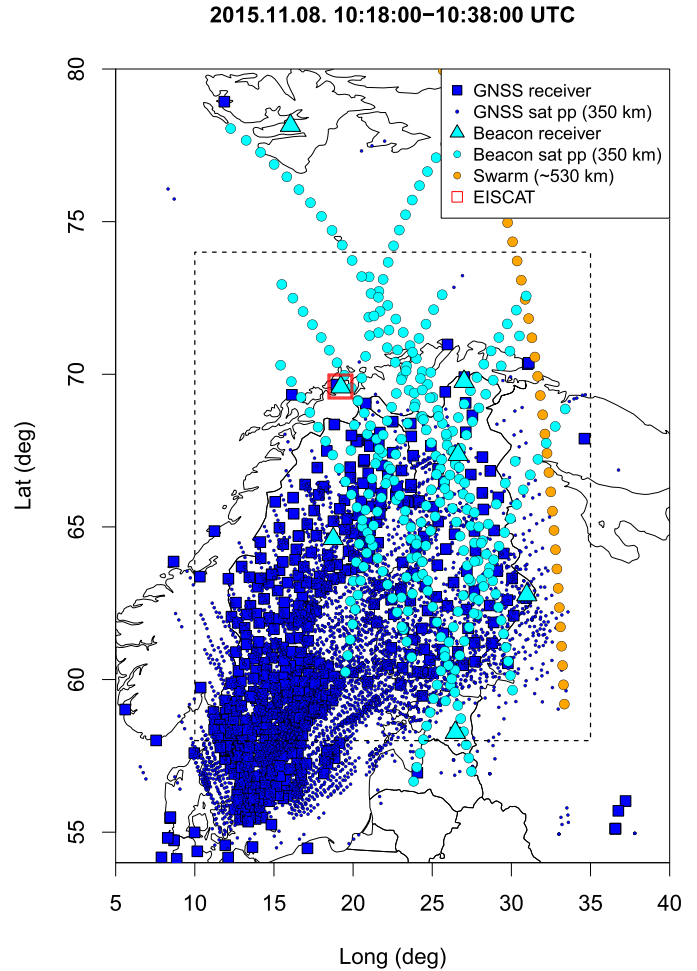 2015.11.08. 10:18:00−10:38:00 UTC
GNSS receiver
GNSS sat pp (350 km)
Beacon receiver
Beacon sat pp (350 km)
Swarm (~530 km)
EISCAT
80
75
70
65
60
55
Lat (deg)
5 10 15 20 25 30 35 40
Long (deg)